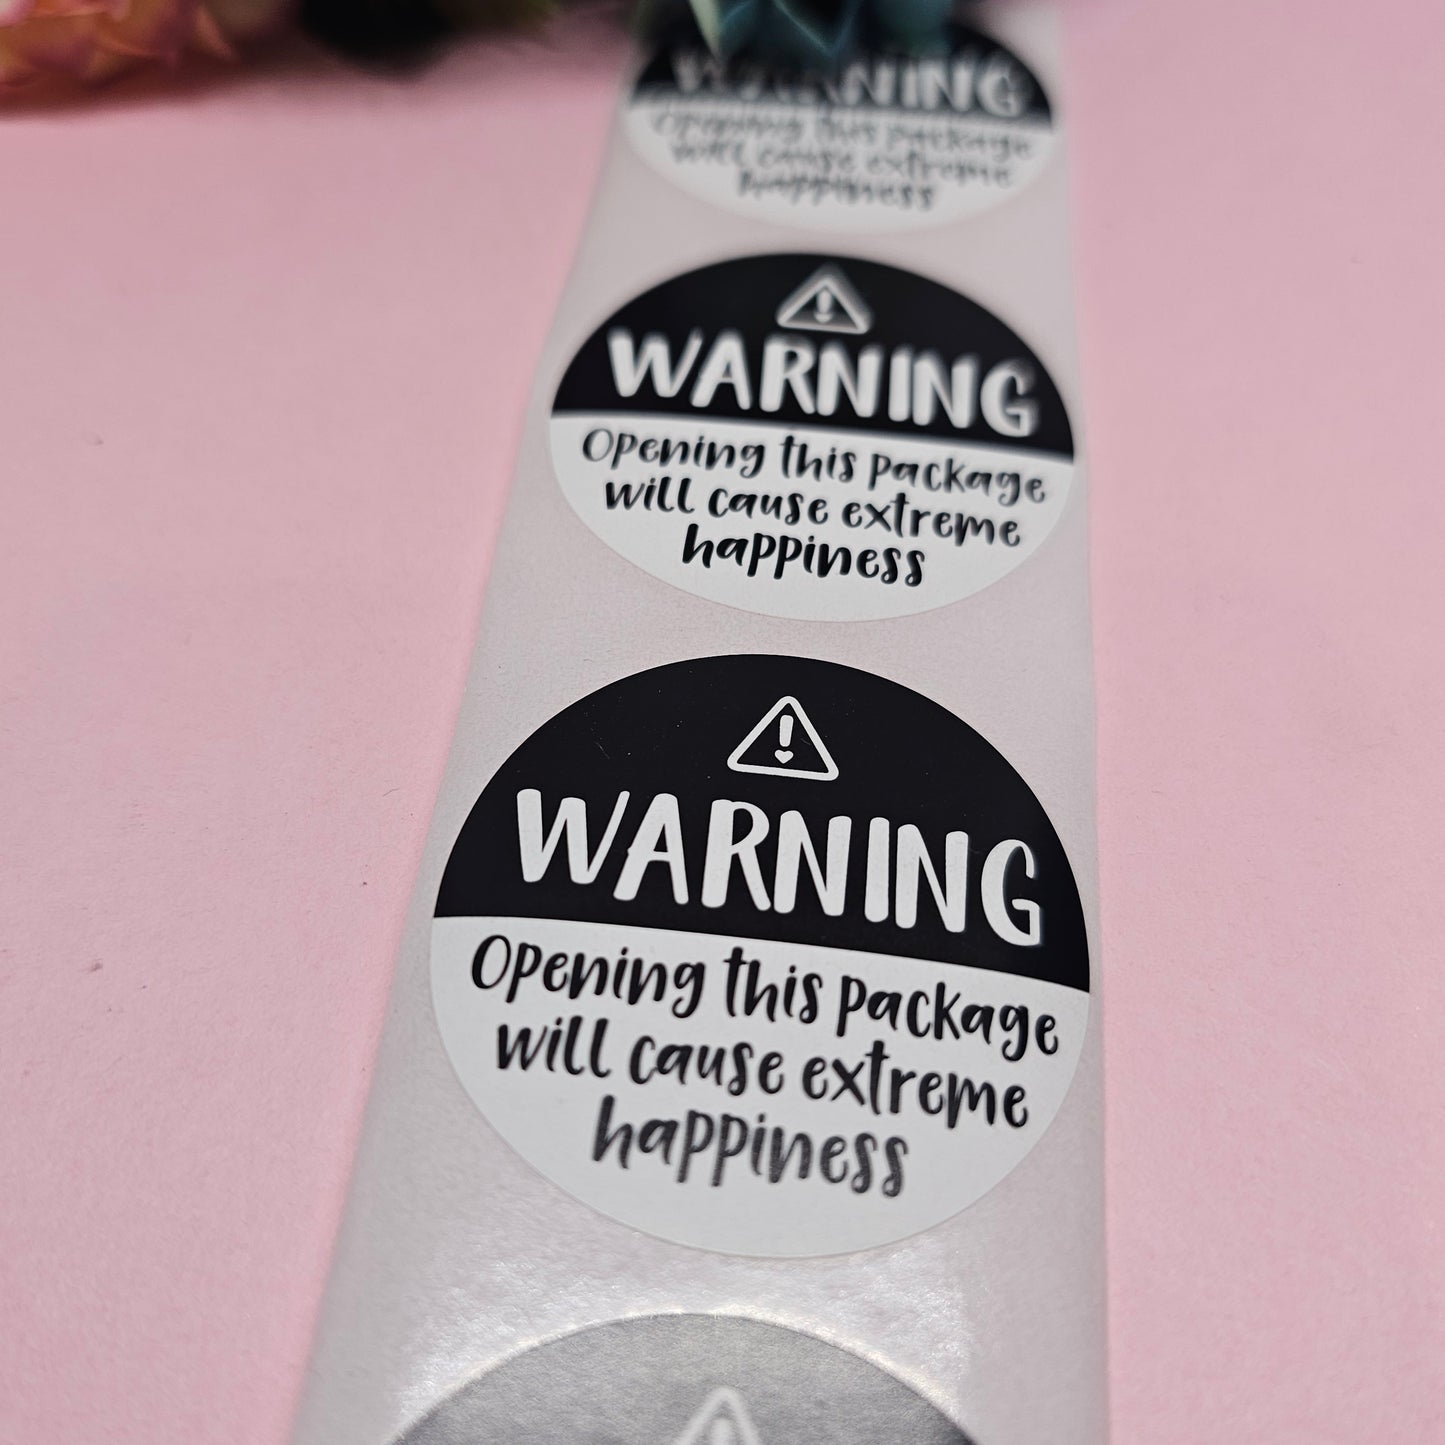 WARNING
Opening this package
will cause extreme
happiness
WARNING
Opening this package
will cause extreme
happiness
WARNING
Opening this package
will cause extreme
happiness